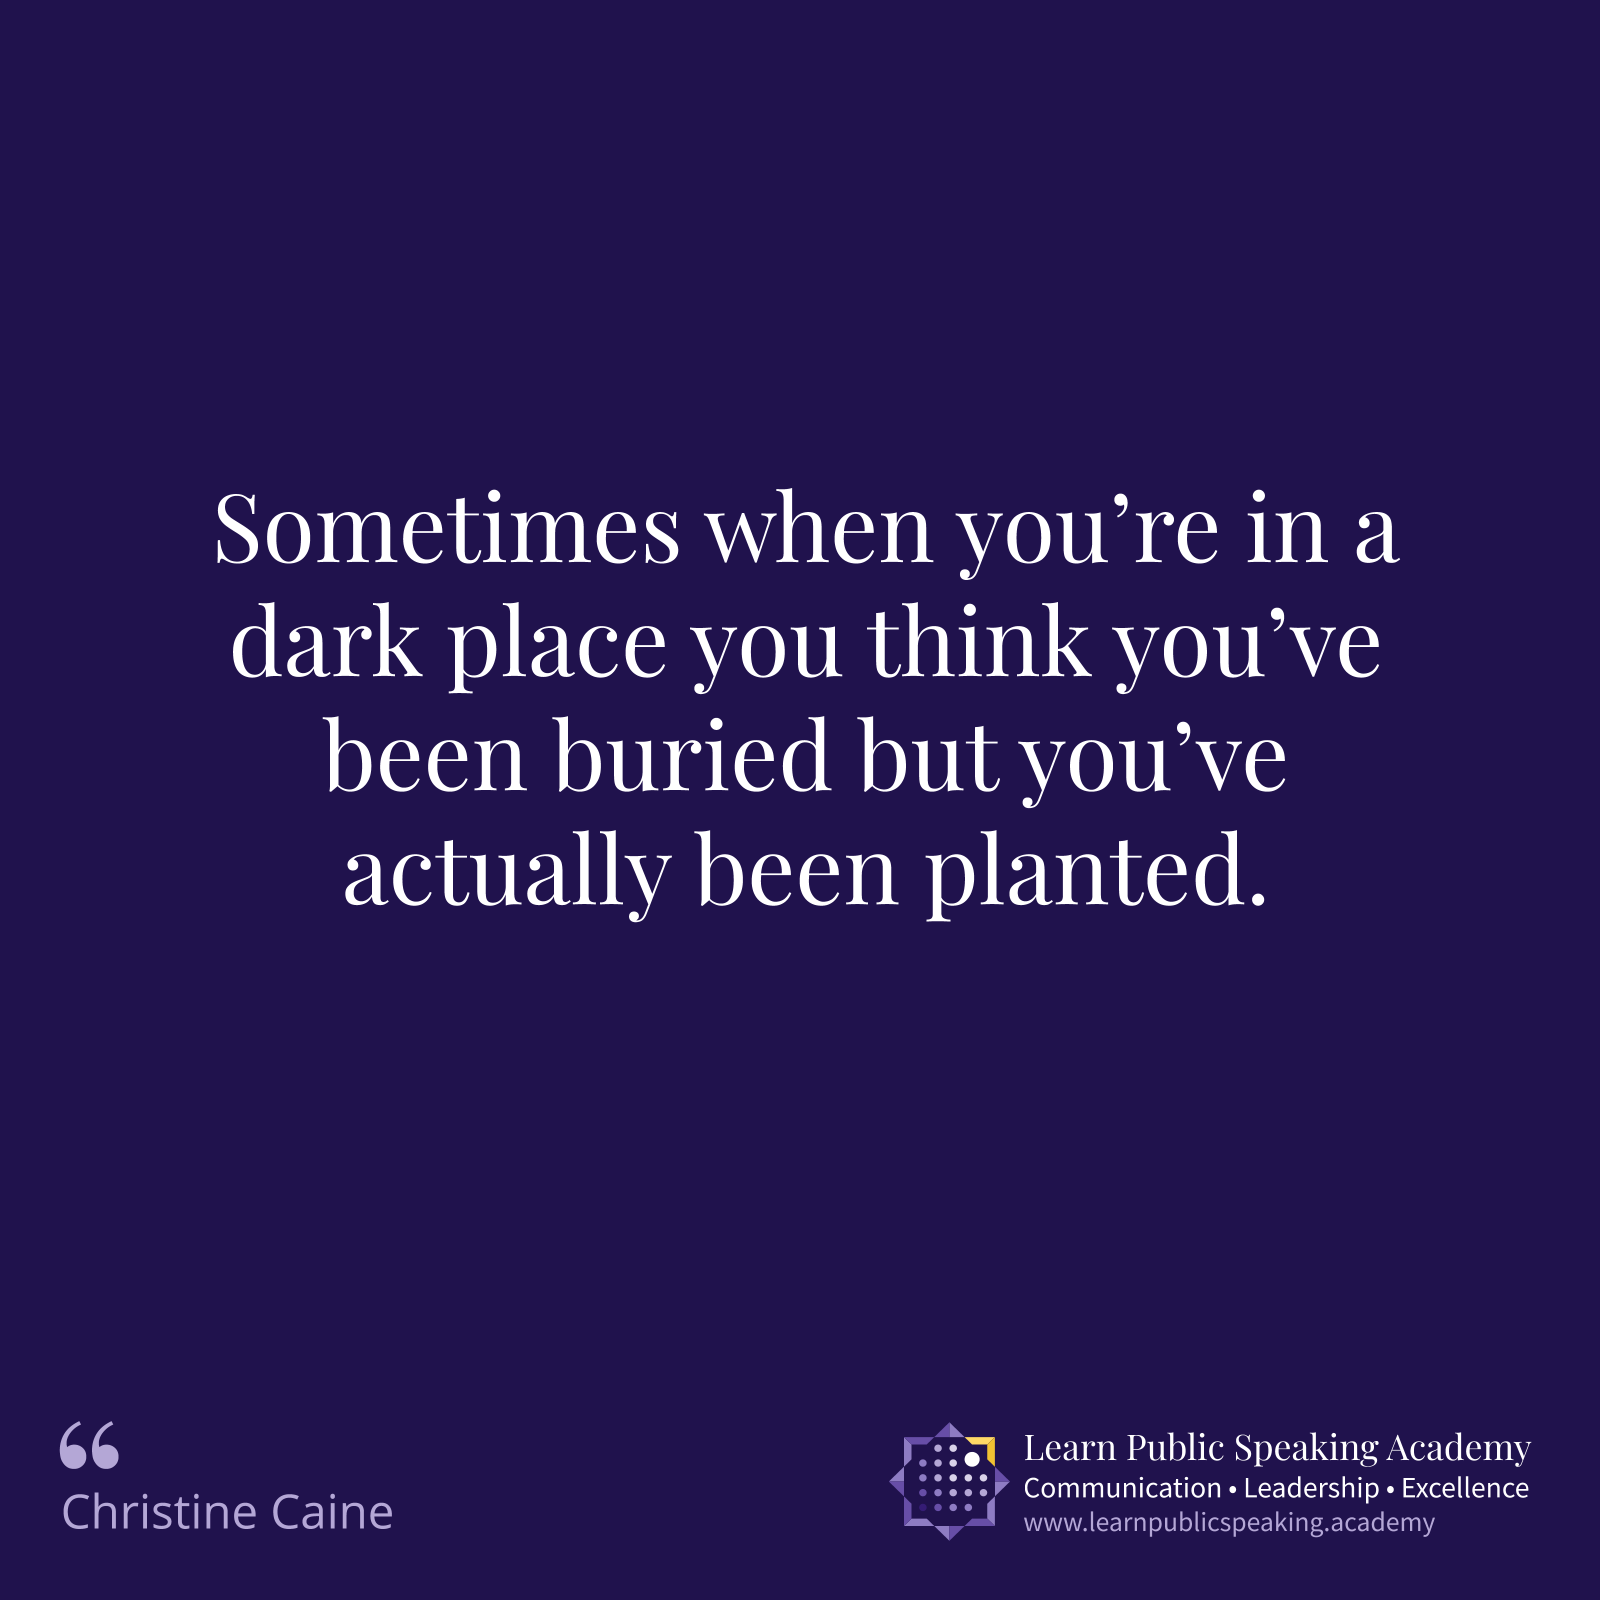 Sometimes when you’re in a
dark place you think you’ve
been buried but you’ve
actually been planted.
“
Christine Caine
Learn Public Speaking Academy
Communication • Leadership • Excellence
www.learnpublicspeaking.academy